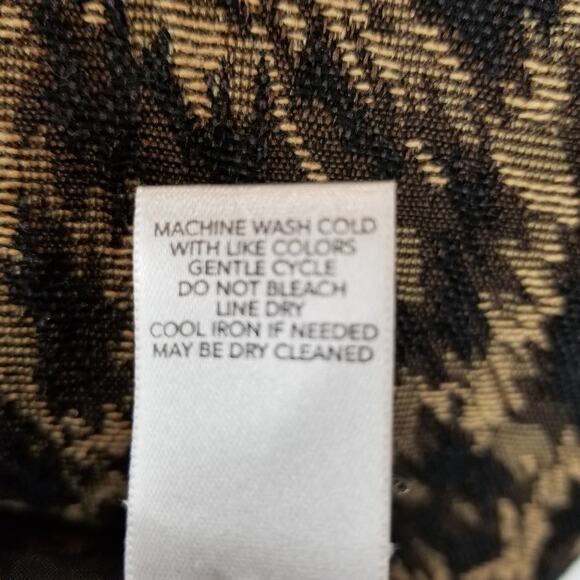 MACHINE WASH COLD
WITH LIKE COLORS
GENTLE CYCLE
DO NOT BLEACH
LINE DRY
COOL IRON IF NEEDED
MAY BE DRY CLEANED